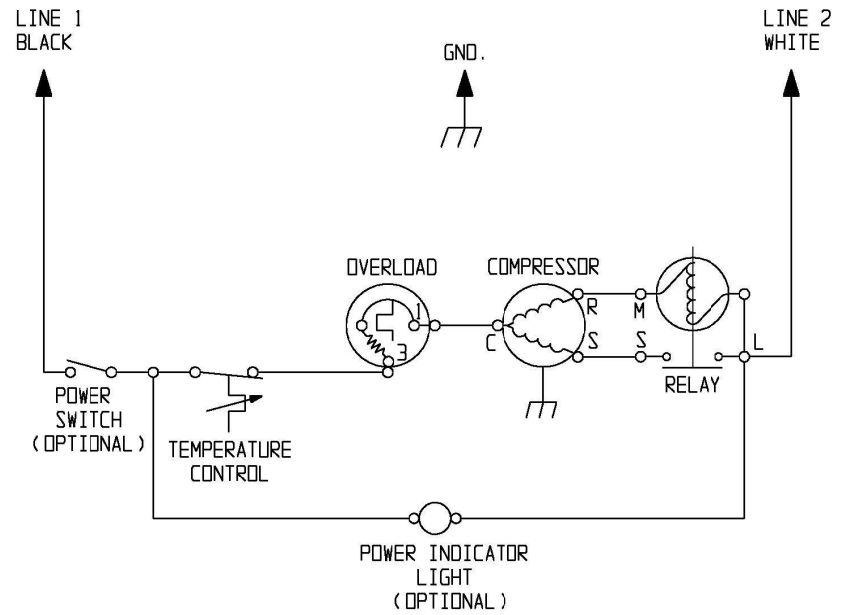 LINE 1
BLACK
LINE 2
WHITE
GND.
OVERLOAD
COMPRESSOR
1
3
C
R
M
S
S
L
RELAY
POWER
SWITCH
(OPTIONAL)
TEMPERATURE
CONTROL
POWER INDICATOR
LIGHT
(OPTIONAL)